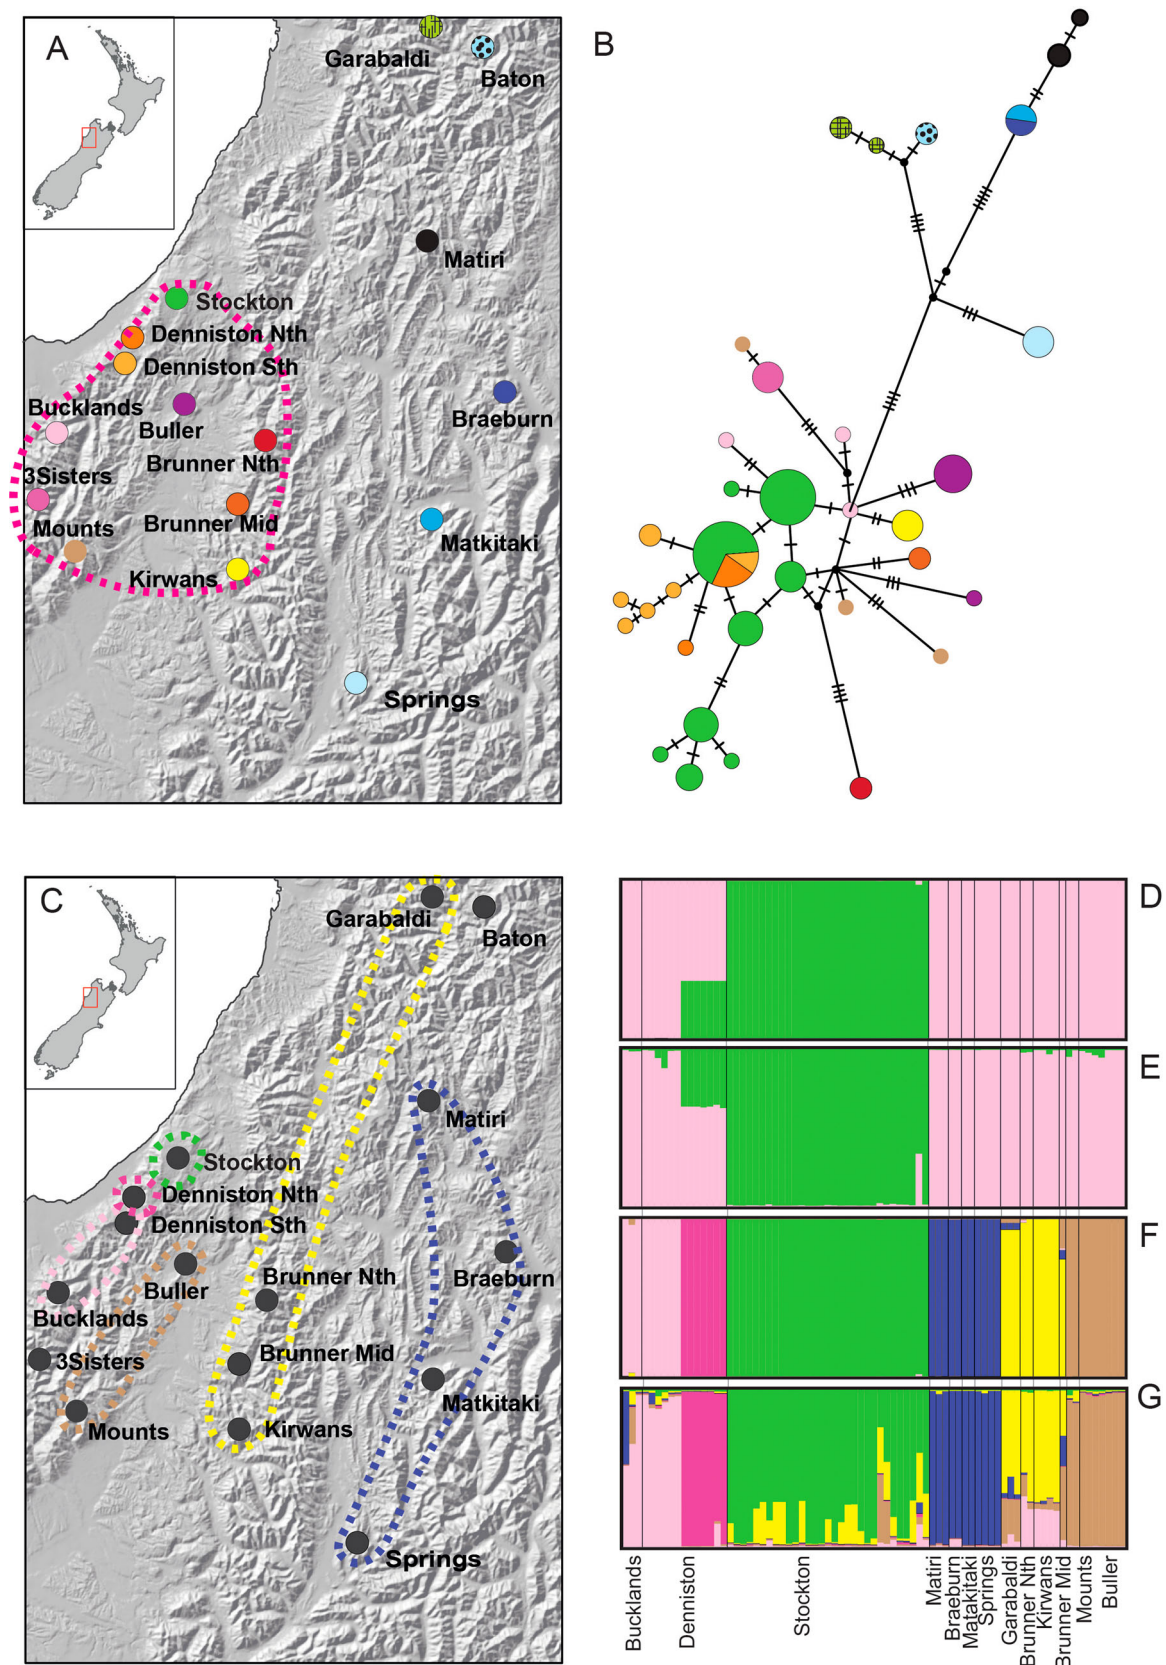 A
Garabaldi
Baton
Matiri
Stockton
Denniston Nth
Denniston Sth
Bucklands
Buller
Braeburn
Brunner Nth
3Sisters
Mounts
Brunner Mid
Matkitaki
Kirwans
Springs
B
C
Garabaldi
Baton
Matiri
Stockton
Denniston Nth
Denniston Sth
Buller
Braeburn
Brunner Nth
Bucklands
3Sisters
Brunner Mid
Matkitaki
Mounts
Kirwans
Springs
D
E
F
G
Bucklands
Denniston
Stockton
Matiri
Braeburn
Matakitaki
Springs
Garabaldi
Brunner Nth
Kirwans
Brunner Mid
Mounts
Buller